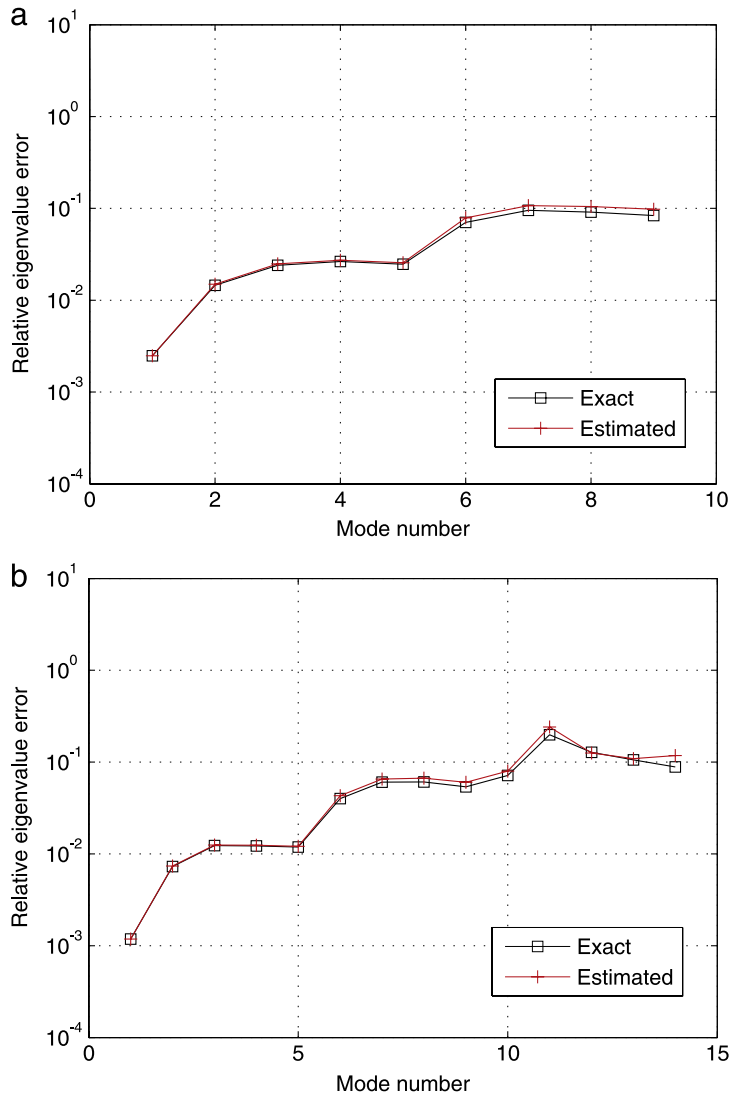 a
10^1
10^0
10^-1
10^-2
10^-3
10^-4
Relative eigenvalue error
Exact
Estimated
0 2 4 6 8 10
Mode number
b
10^1
10^0
10^-1
10^-2
10^-3
10^-4
Relative eigenvalue error
Exact
Estimated
0 5 10 15
Mode number